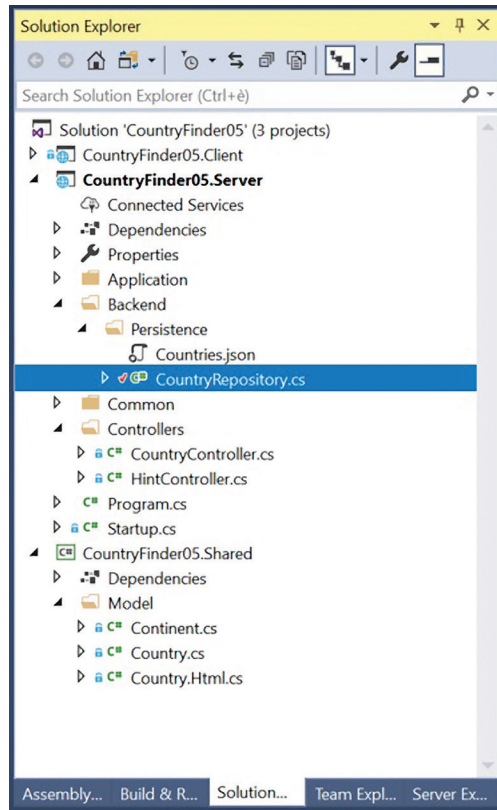 Solution Explorer
Search Solution Explorer (Ctrl+è)
Solution 'CountryFinder05' (3 projects)
CountryFinder05.Client
CountryFinder05.Server
Connected Services
Dependencies
Properties
Application
Backend
Persistence
Countries.json
C# CountryRepository.cs
Common
Controllers
C# CountryController.cs
C# HintController.cs
C# Program.cs
C# Startup.cs
C# CountryFinder05.Shared
Dependencies
Model
C# Continent.cs
C# Country.cs
C# Country.Html.cs
Assembly... Build & R... Solution... Team Expl... Server Ex...